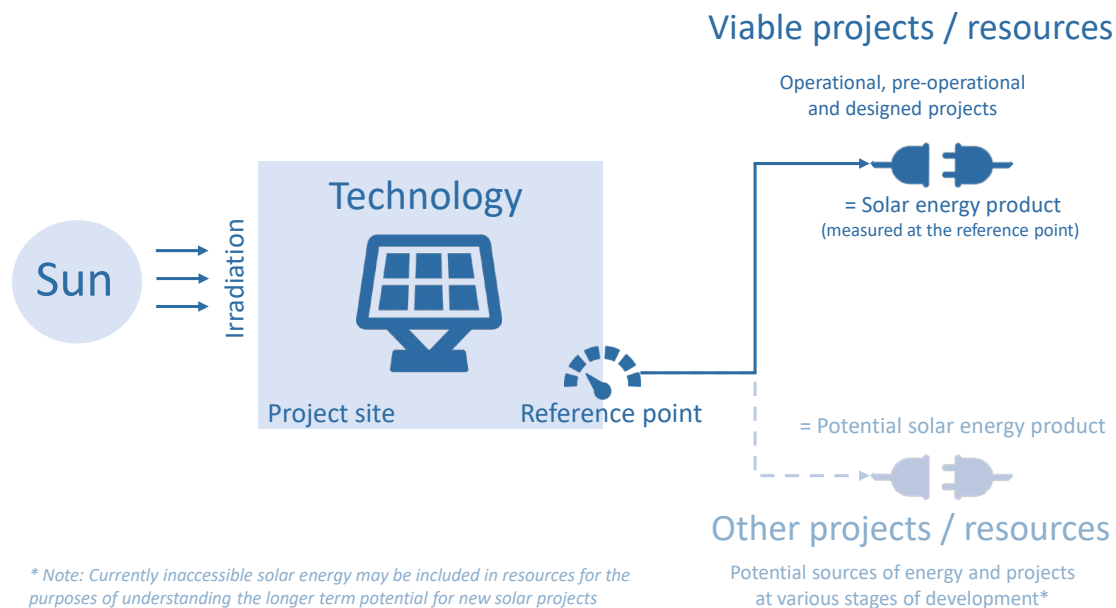 Viable projects / resources
Operational, pre-operational
and designed projects
= Solar energy product
(measured at the reference point)
Technology
Sun
Irradiation
Project site
Reference point
= Potential solar energy product
Other projects / resources
Potential sources of energy and projects
at various stages of development*
* Note: Currently inaccessible solar energy may be included in resources for the
purposes of understanding the longer term potential for new solar projects